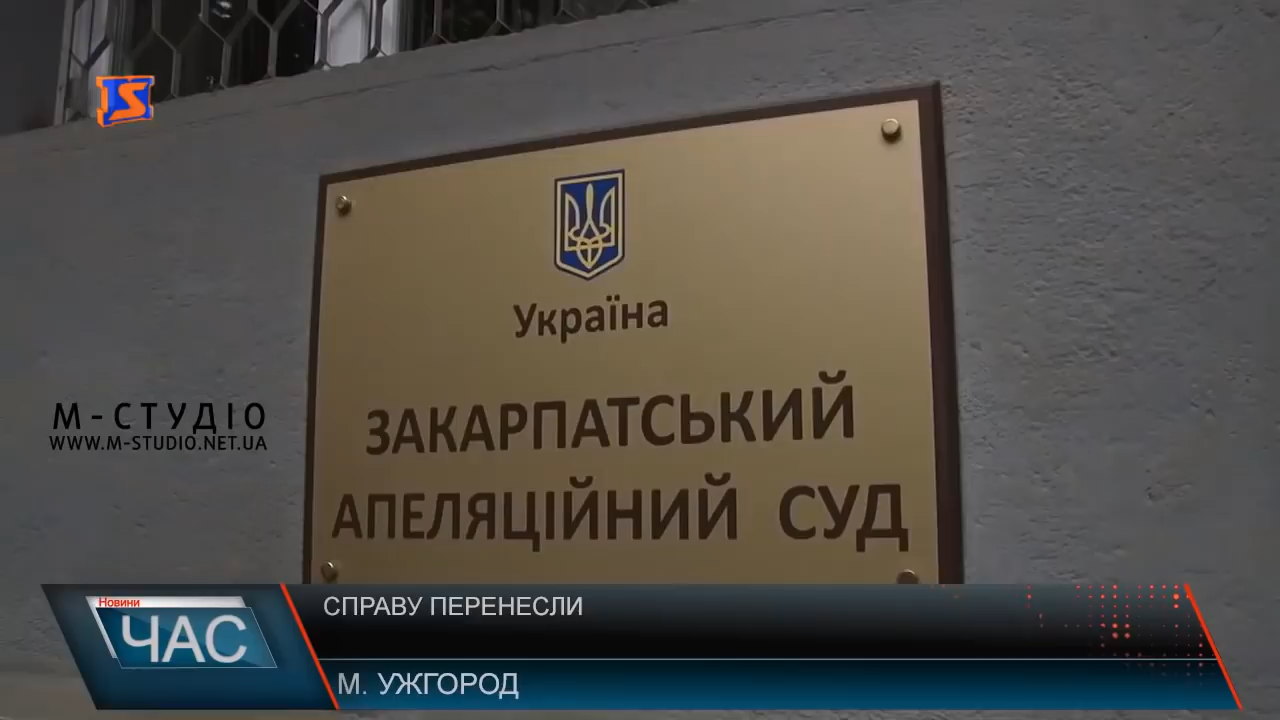 Україна
ЗАКАРПАТСЬКИЙ
АПЕЛЯЦІЙНИЙ СУД
М-СТУДІО
WWW.M-STUDIO.NET.UA
Новини
ЧАС
СПРАВУ ПЕРЕНЕСЛИ
М. УЖГОРОД